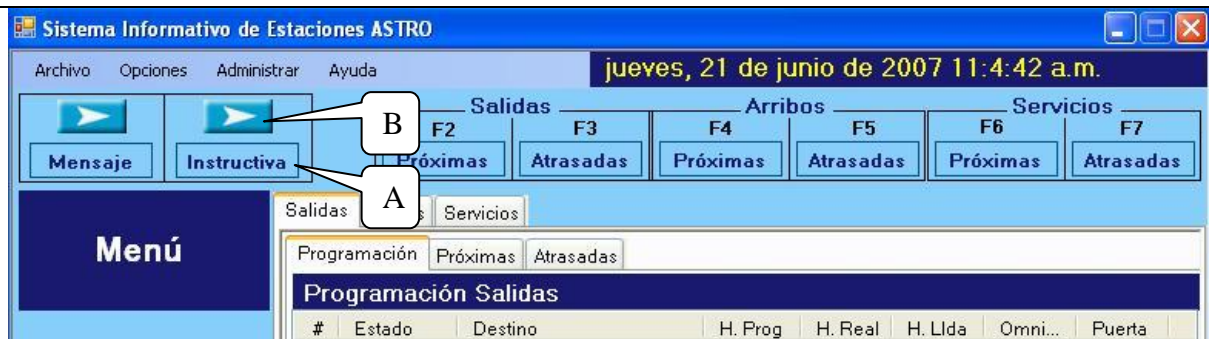 Sistema Informativo de Estaciones ASTRO
Archivo Opciones Administrar Ayuda
jueves, 21 de junio de 2007 11:4:42 a.m.
Salidas Arribos Servicios
B F2 F3 F4 F5 F6 F7
Mensaje Instructiva Próximas Atrasadas Próximas Atrasadas Próximas Atrasadas
A
Salidas Servicios
Menú
Programación Próximas Atrasadas
Programación Salidas
# Estado Destino H. Prog H. Real H. Llda Omni... Puerta